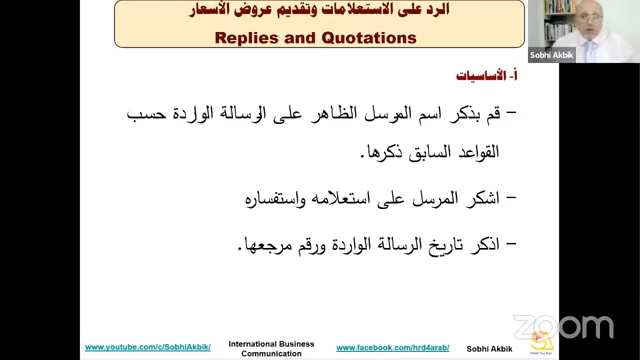 الرد على الاستعلامات وتقديم عروض الأسعار
Replies and Quotations
Sobhi Akbik
أ- الأساسيات
- قم بذكر اسم المرسل الظاهر على الرسالة الواردة حسب
القواعد السابق ذكرها.
- اشكر المرسل على استعلامه واستفساره
- اذكر تاريخ الرسالة الواردة ورقم مرجعها.
zoom
www.youtube.com/c/SobhiAkbik/
International Business
Communication
www.facebook.com/hrd4arab/
Sobhi Akbik